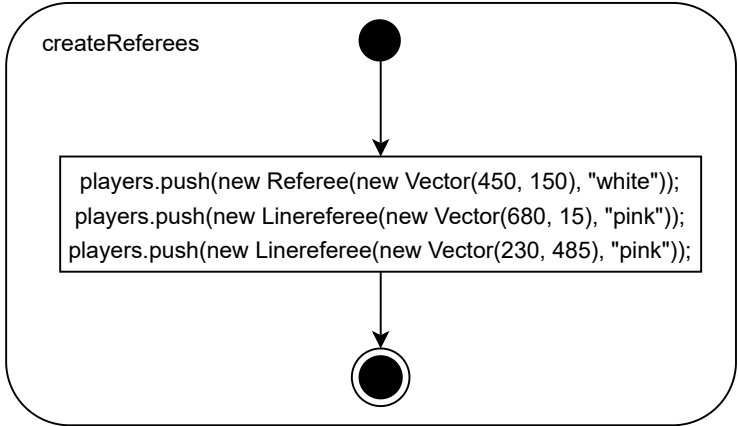 createReferees
players.push(new Referee(new Vector(450, 150), "white"));
players.push(new Linereferee(new Vector(680, 15), "pink"));
players.push(new Linereferee(new Vector(230, 485), "pink"));